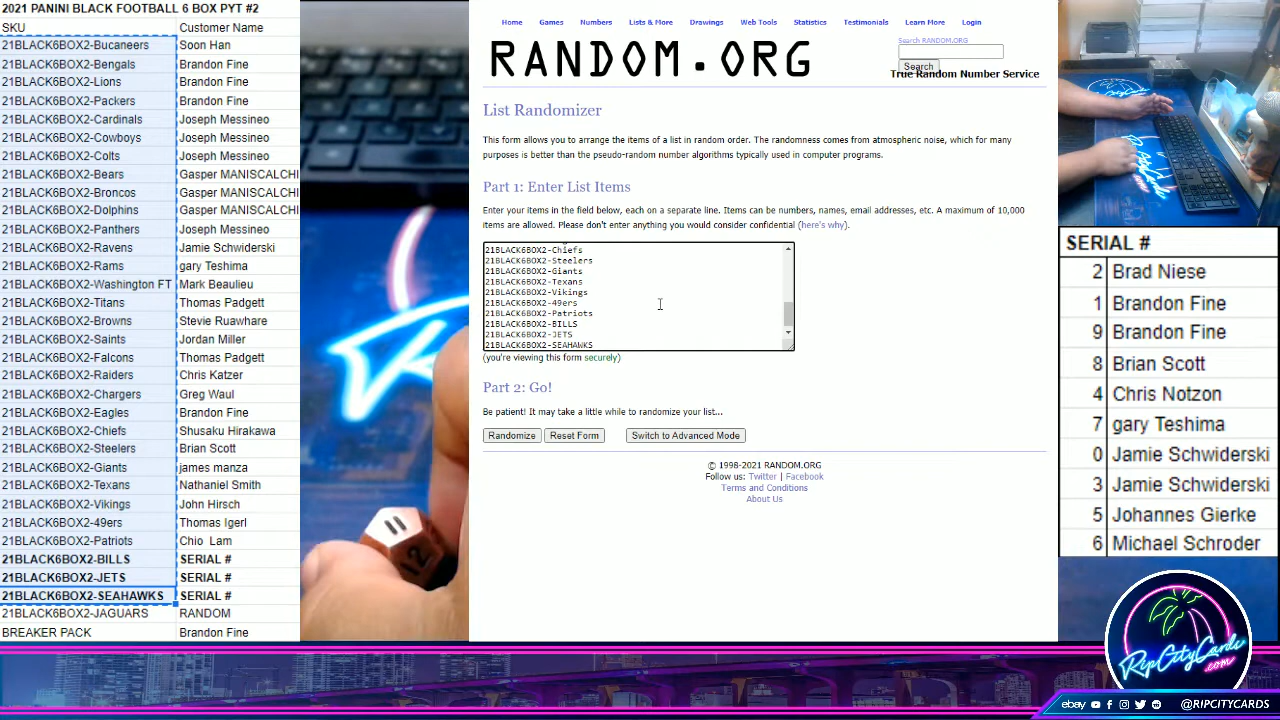 2021 PANINI BLACK FOOTBALL 6 BOX PYT #2
SKU Customer Name
21BLACK6BOX2-Bucaneers Soon Han
21BLACK6BOX2-Bengals Brandon Fine
21BLACK6BOX2-Lions Brandon Fine
21BLACK6BOX2-Packers Brandon Fine
21BLACK6BOX2-Cardinals Joseph Messineo
21BLACK6BOX2-Cowboys Joseph Messineo
21BLACK6BOX2-Colts Joseph Messineo
21BLACK6BOX2-Bears Gasper MANISCALCHI
21BLACK6BOX2-Broncos Gasper MANISCALCHI
21BLACK6BOX2-Dolphins Gasper MANISCALCHI
21BLACK6BOX2-Panthers Joseph Messineo
21BLACK6BOX2-Ravens Jamie Schwiderski
21BLACK6BOX2-Rams gary Teshima
21BLACK6BOX2-Washington FT Mark Beaulieu
21BLACK6BOX2-Titans Thomas Padgett
21BLACK6BOX2-Browns Stevie Ruawhare
21BLACK6BOX2-Saints Jordan Miller
21BLACK6BOX2-Falcons Thomas Padgett
21BLACK6BOX2-Raiders Chris Katzer
21BLACK6BOX2-Chargers Greg Waul
21BLACK6BOX2-Eagles Brandon Fine
21BLACK6BOX2-Chiefs Shusaku Hirakawa
21BLACK6BOX2-Steelers Brian Scott
21BLACK6BOX2-Giants james manza
21BLACK6BOX2-Texans Nathaniel Smith
21BLACK6BOX2-Vikings John Hirsch
21BLACK6BOX2-49ers Thomas Igerl
21BLACK6BOX2-Patriots Chio Lam
21BLACK6BOX2-BILLS SERIAL #
21BLACK6BOX2-JETS SERIAL #
21BLACK6BOX2-SEAHAWKS SERIAL #
21BLACK6BOX2-JAGUARS RANDOM
BREAKER PACK Brandon Fine
11
12
Home Games Numbers Lists & More Drawings Web Tools Statistics Testimonials Learn More Login
RANDOM.ORG
Search RANDOM.ORG
Search
True Random Number Service
List Randomizer
This form allows you to arrange the items of a list in random order. The randomness comes from atmospheric noise, which for many
purposes is better than the pseudo-random number algorithms typically used in computer programs.
Part 1: Enter List Items
Enter your items in the field below, each on a separate line. Items can be numbers, names, email addresses, etc. A maximum of 10,000
items are allowed. Please don't enter anything you would consider confidential (here's why).
21BLACK6BOX2-Chiefs
21BLACK6BOX2-Steelers
21BLACK6BOX2-Giants
21BLACK6BOX2-Texans
21BLACK6BOX2-Vikings
21BLACK6BOX2-49ers
21BLACK6BOX2-Patriots
21BLACK6BOX2-BILLS
21BLACK6BOX2-JETS
21BLACK6BOX2-SEAHAWKS
(you're viewing this form securely)
Part 2: Go!
Be patient! It may take a little while to randomize your list...
Randomize Reset Form Switch to Advanced Mode
© 1998-2021 RANDOM.ORG
Follow us: Twitter | Facebook
Terms and Conditions
About Us
SERIAL #
2 Brad Niese
1 Brandon Fine
9 Brandon Fine
8 Brian Scott
4 Chris Notzon
7 gary Teshima
0 Jamie Schwiderski
3 Jamie Schwiderski
5 Johannes Gierke
6 Michael Schroder
RipCityCards
.com
ebay @RIPCITYCARDS